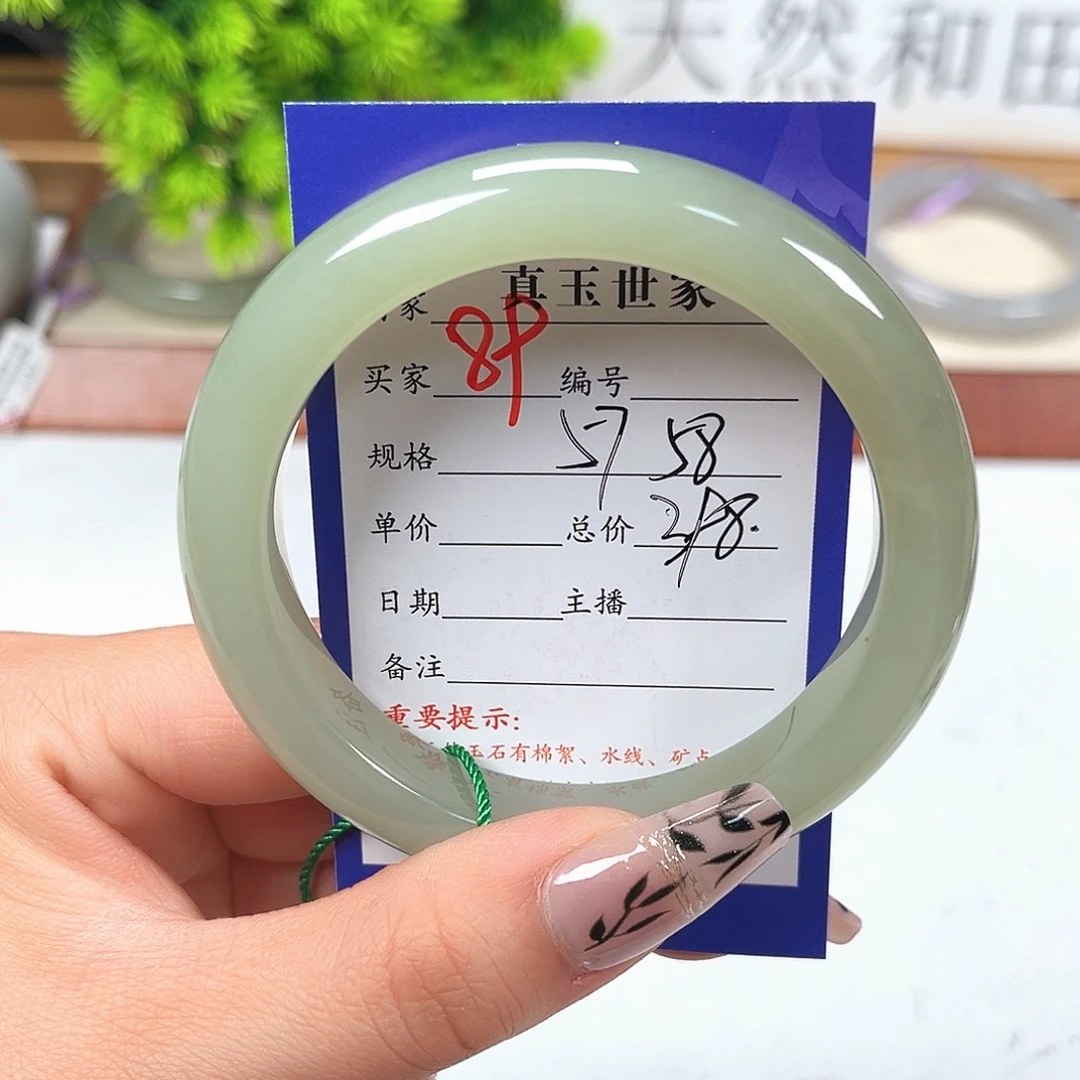 天然和田
真玉世家
家
买家 编号
规格 57 58
单价 总价
日期 主播
备注
重要提示:
玉石有棉絮、水线、矿点